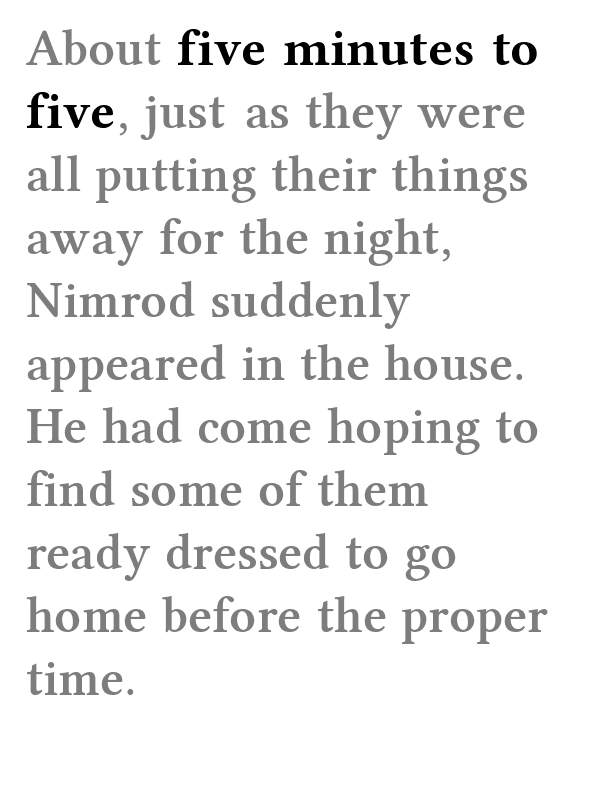 About five minutes to
five, just as they were
all putting their things
away for the night,
Nimrod suddenly
appeared in the house.
He had come hoping to
find some of them
ready dressed to go
home before the proper
time.